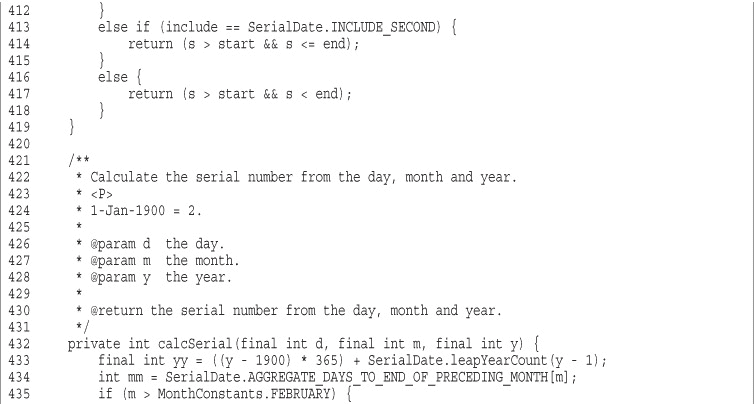 412         }
413         else if (include == SerialDate.INCLUDE_SECOND) {
414             return (s > start && s <= end);
415         }
416         else {
417             return (s > start && s < end);
418         }
419     }
420
421     /**
422      * Calculate the serial number from the day, month and year.
423      * <P>
424      * 1-Jan-1900 = 2.
425      *
426      * @param d  the day.
427      * @param m  the month.
428      * @param y  the year.
429      *
430      * @return the serial number from the day, month and year.
431      */
432     private int calcSerial(final int d, final int m, final int y) {
433         final int yy = ((y - 1900) * 365) + SerialDate.leapYearCount(y - 1);
434         int mm = SerialDate.AGGREGATE_DAYS_TO_END_OF_PRECEDING_MONTH[m];
435         if (m > MonthConstants.FEBRUARY) {